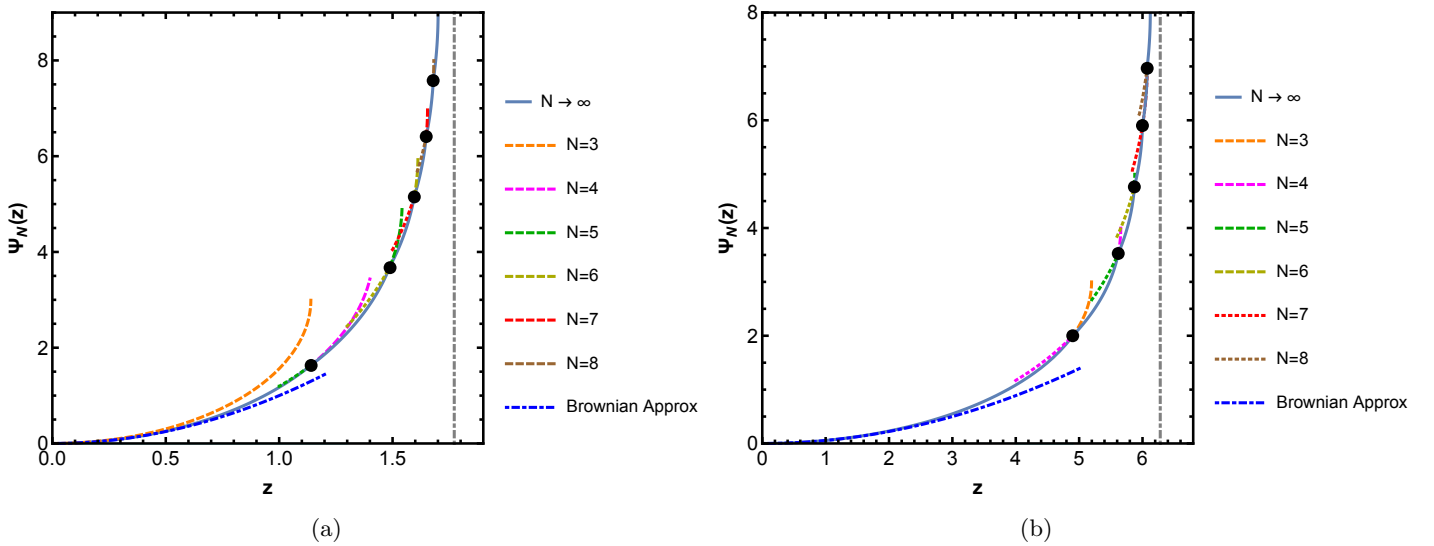 Ψ_N(z)
8
6
4
2
0
0.0 0.5 1.0 1.5
z
N → ∞
N=3
N=4
N=5
N=6
N=7
N=8
Brownian Approx
(a)
Ψ_N(z)
8
6
4
2
0
0 1 2 3 4 5 6
z
N → ∞
N=3
N=4
N=5
N=6
N=7
N=8
Brownian Approx
(b)